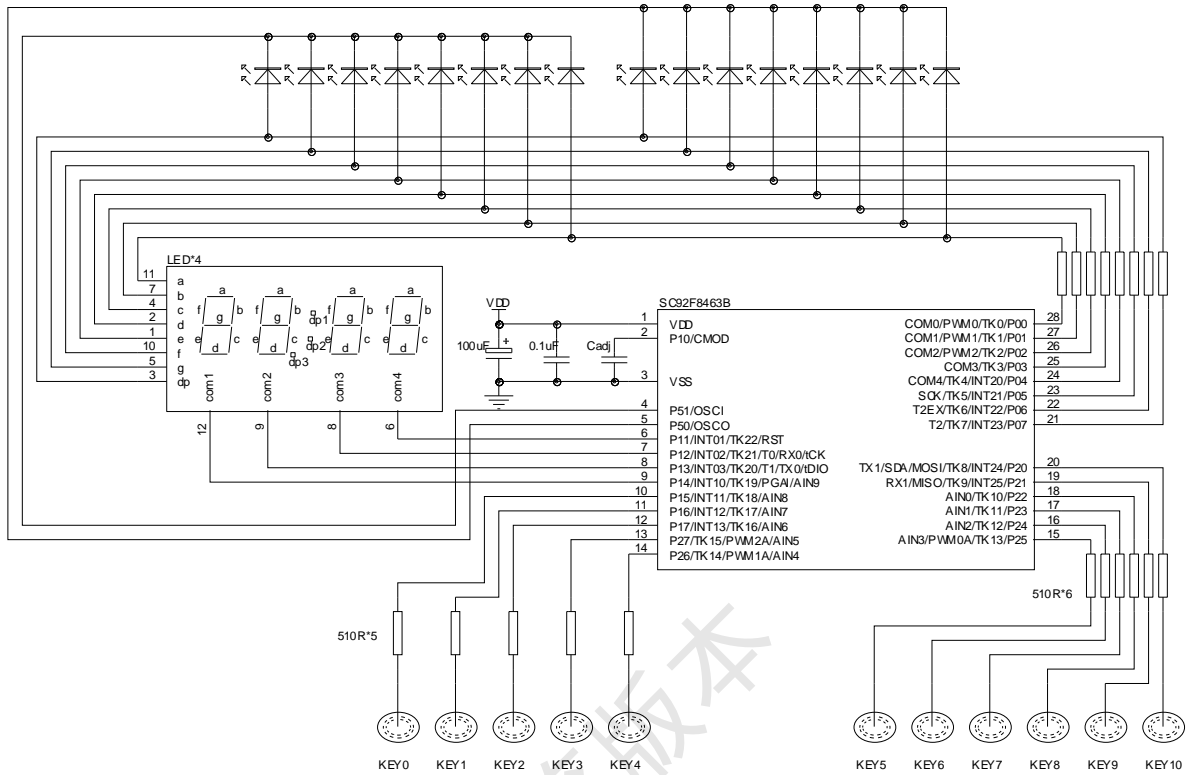 LED*4
11 a
7 b
4 c
2 d
1 e
10 f
5 g
3 dp
a
f b
g
e c
d
a
f b
g
e c
d
dp1
dp2
dp3
a
f b
g
e c
d
a
f b
g
e c
d
com1
com2
com3
com4
12
9
8
6
VDD
100uF
+
0.1uF
Cadj
SC92F8463B
1 VDD
2 P10/CMOD
3 VSS
4 P51/OSCI
5 P50/OSCO
6 P11/INT01/TK22/RST
7 P12/INT02/TK21/T0/RX0/tCK
8 P13/INT03/TK20/T1/TX0/tDIO
9 P14/INT10/TK19/PGAI/AIN9
10 P15/INT11/TK18/AIN8
11 P16/INT12/TK17/AIN7
12 P17/INT13/TK16/AIN6
13 P27/TK15/PWM2A/AIN5
14 P26/TK14/PWM1A/AIN4
COM0/PWM0/TK0/P00 28
COM1/PWM1/TK1/P01 27
COM2/PWM2/TK2/P02 26
COM3/TK3/P03 25
COM4/TK4/INT20/P04 24
SCK/TK5/INT21/P05 23
T2EX/TK6/INT22/P06 22
T2/TK7/INT23/P07 21
TX1/SDA/MOSI/TK8/INT24/P20 20
RX1/MISO/TK9/INT25/P21 19
AIN0/TK10/P22 18
AIN1/TK11/P23 17
AIN2/TK12/P24 16
AIN3/PWM0A/TK13/P25 15
510R*5
510R*6
KEY0 KEY1 KEY2 KEY3 KEY4 KEY5 KEY6 KEY7 KEY8 KEY9 KEY10
版本